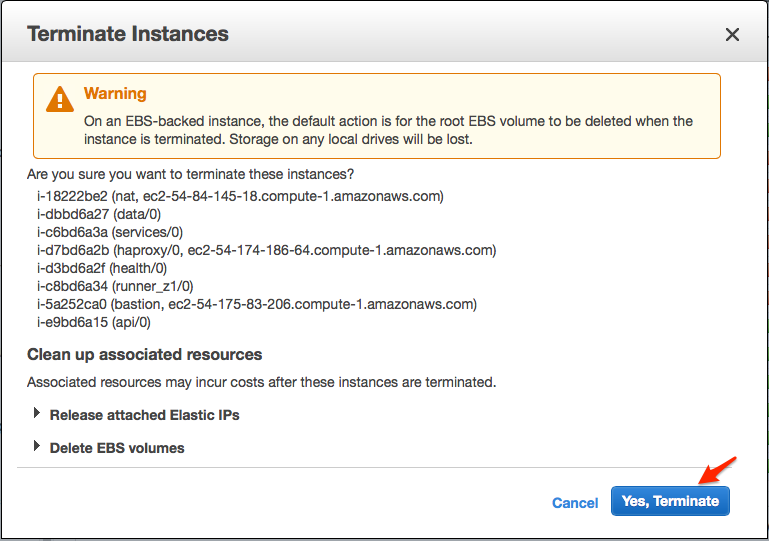 Terminate Instances
Warning
On an EBS-backed instance, the default action is for the root EBS volume to be deleted when the
instance is terminated. Storage on any local drives will be lost.
Are you sure you want to terminate these instances?
i-18222be2 (nat, ec2-54-84-145-18.compute-1.amazonaws.com)
i-dbbd6a27 (data/0)
i-c6bd6a3a (services/0)
i-d7bd6a2b (haproxy/0, ec2-54-174-186-64.compute-1.amazonaws.com)
i-d3bd6a2f (health/0)
i-c8bd6a34 (runner_z1/0)
i-5a252ca0 (bastion, ec2-54-175-83-206.compute-1.amazonaws.com)
i-e9bd6a15 (api/0)
Clean up associated resources
Associated resources may incur costs after these instances are terminated.
Release attached Elastic IPs
Delete EBS volumes
Cancel Yes, Terminate